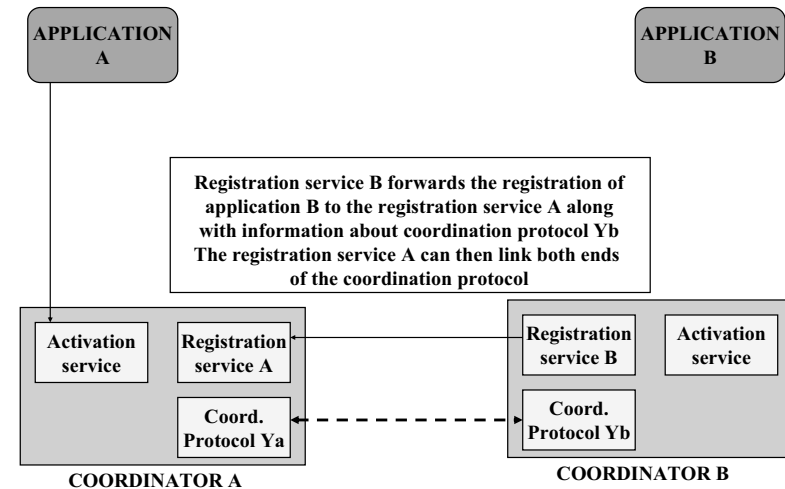 APPLICATION
A
APPLICATION
B
Registration service B forwards the registration of
application B to the registration service A along
with information about coordination protocol Yb
The registration service A can then link both ends
of the coordination protocol
Activation
service
Registration
service A
Registration
service B
Activation
service
Coord.
Protocol Ya
Coord.
Protocol Yb
COORDINATOR A
COORDINATOR B